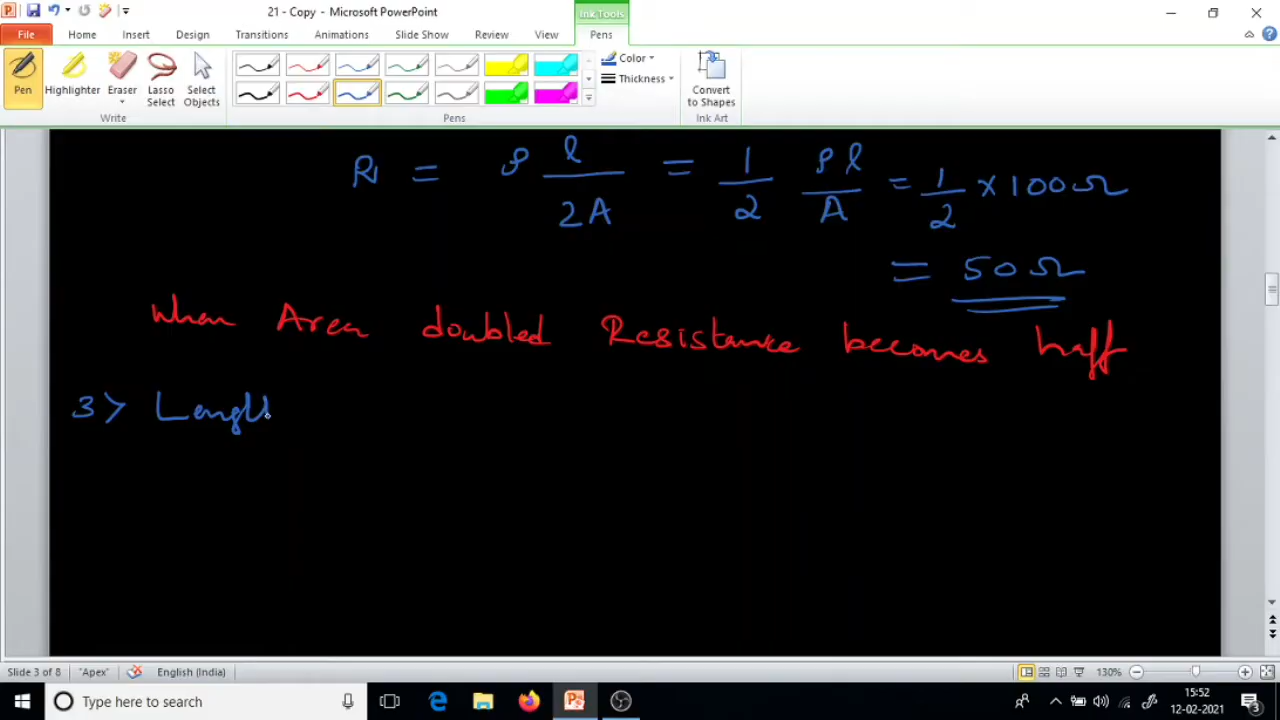 21 - Copy - Microsoft PowerPoint
Ink Tools
File Home Insert Design Transitions Animations Slide Show Review View Pens
Pen Highlighter Eraser Lasso Select Select Objects
Color Thickness
Convert to Shapes
Write Pens Ink Art
R1 = ρ l / 2A = 1/2 ρl / A = 1/2 × 100 Ω
= 50 Ω
When Area doubled Resistance becomes half
3> Length
Slide 3 of 8 "Apex" English (India) 130%
Type here to search
15:52
12-02-2021
3